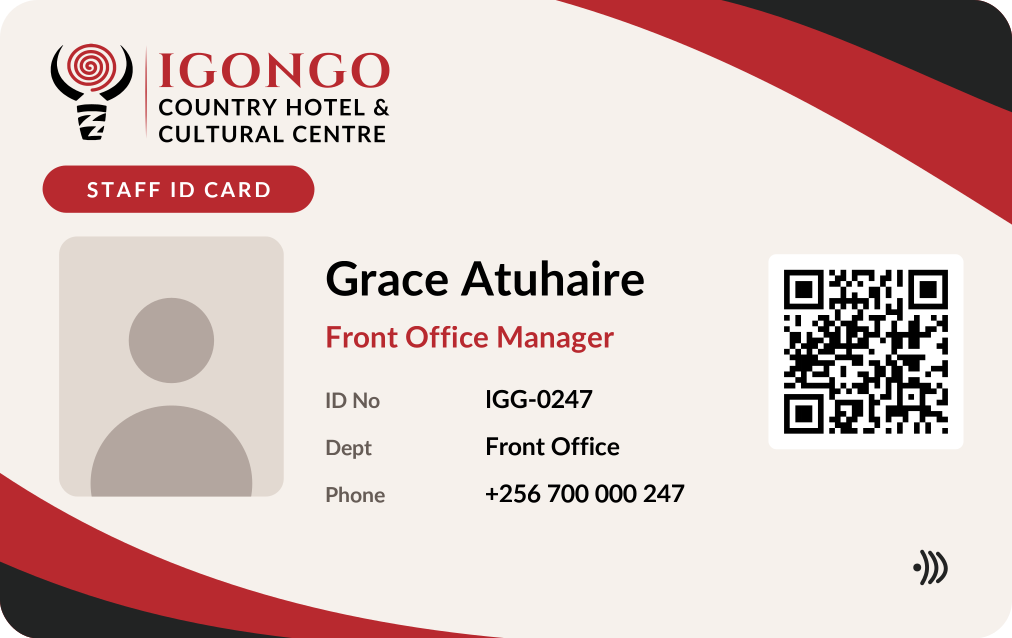 IGONGO
COUNTRY HOTEL &
CULTURAL CENTRE
STAFF ID CARD
Grace Atuhaire
Front Office Manager
ID No IGG-0247
Dept Front Office
Phone +256 700 000 247